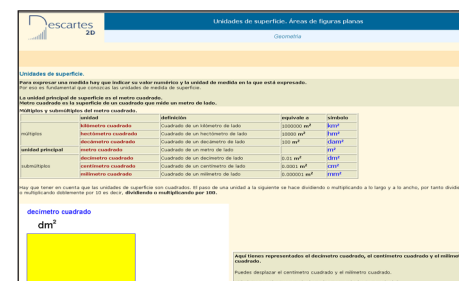 Descartes
2D
Unidades de superficie. Áreas de figuras planas
Geometría
Unidades de superficie.
Para expresar una medida hay que indicar su valor numérico y la unidad de medida en la que está expresado.
Por eso es fundamental que conozcas las unidades de medida de superficie.
La unidad principal de superficie es el metro cuadrado.
Metro cuadrado es la superficie de un cuadrado que mide un metro de lado.
Múltiplos y submúltiplos del metro cuadrado.
unidad definición equivale a símbolo
múltiplos
kilómetro cuadrado Cuadrado de un kilómetro de lado 1000000 m² km²
hectómetro cuadrado Cuadrado de un hectómetro de lado 10000 m² hm²
decámetro cuadrado Cuadrado de un decámetro de lado 100 m² dam²
unidad principal metro cuadrado Cuadrado de un metro de lado m²
submúltiplos
decímetro cuadrado Cuadrado de un decímetro de lado 0.01 m² dm²
centímetro cuadrado Cuadrado de un centímetro de lado 0.0001 m² cm²
milímetro cuadrado Cuadrado de un milímetro de lado 0.000001 m² mm²
Hay que tener en cuenta que las unidades de superficie son cuadrados. El paso de una unidad a la siguiente se hace dividiendo o multiplicando a lo largo y a lo ancho, por tanto divid
o multiplicando doblemente por 10 es decir, dividiendo o multiplicando por 100.
decímetro cuadrado
dm²
Aquí tienes representados el decímetro cuadrado, el centímetro cuadrado y el milímet
cuadrado.
Puedes desplazar el centímetro cuadrado y el milímetro cuadrado.